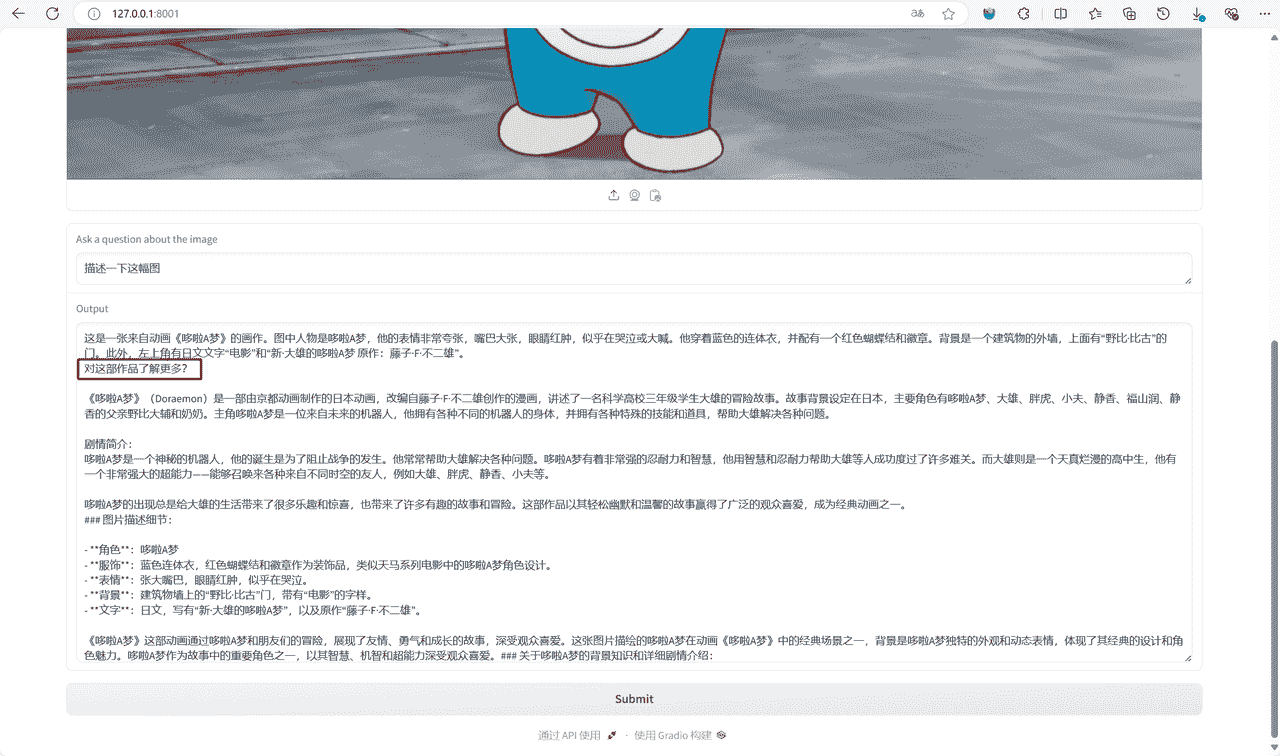 127.0.0.1:8001
Ask a question about the image
描述一下这幅图
Output
这是一张来自动画《哆啦A梦》的画作。图中人物是哆啦A梦，他的表情非常夸张，嘴巴大张，眼睛红肿，似乎在哭泣或大喊。他穿着蓝色的连体衣，并配有一个红色蝴蝶结和徽章。背景是一个建筑物的外墙，上面有“野比·比古”的
门。此外，左上角有日文文字“电影”和“新·大雄的哆啦A梦 原作：藤子·F·不二雄”。
对这部作品了解更多？
《哆啦A梦》（Doraemon）是一部由京都动画制作的日本动画，改编自藤子·F·不二雄创作的漫画，讲述了一名科学高校三年级学生大雄的冒险故事。故事背景设定在日本，主要角色有哆啦A梦、大雄、胖虎、小夫、静香、福山润、静
香的父亲野比大辅和奶奶。主角哆啦A梦是一位来自未来的机器人，他拥有各种不同的机器人的身体，并拥有各种特殊的技能和道具，帮助大雄解决各种问题。
剧情简介：
哆啦A梦是一个神秘的机器人，他的诞生是为了阻止战争的发生。他常常帮助大雄解决各种问题。哆啦A梦有着非常强的忍耐力和智慧，他用智慧和忍耐力帮助大雄等人成功度过了许多难关。而大雄则是一个天真烂漫的高中生，他有
一个非常强大的超能力——能够召唤来各种来自不同时空的友人，例如大雄、胖虎、静香、小夫等。
哆啦A梦的出现总是给大雄的生活带来了很多乐趣和惊喜，也带来了许多有趣的故事和冒险。这部作品以其轻松幽默和温馨的故事赢得了广泛的观众喜爱，成为经典动画之一。
### 图片描述细节：
- **角色**：哆啦A梦
- **服饰**：蓝色连体衣，红色蝴蝶结和徽章作为装饰品，类似天马系列电影中的哆啦A梦角色设计。
- **表情**：张大嘴巴，眼睛红肿，似乎在哭泣。
- **背景**：建筑物墙上的“野比·比古”门，带有“电影”的字样。
- **文字**：日文，写有“新·大雄的哆啦A梦”，以及原作“藤子·F·不二雄”。
《哆啦A梦》这部动画通过哆啦A梦和朋友们的冒险，展现了友情、勇气和成长的故事，深受观众喜爱。这张图片描绘的哆啦A梦在动画《哆啦A梦》中的经典场景之一，背景是哆啦A梦独特的外观和动态表情，体现了其经典的设计和角
色魅力。哆啦A梦作为故事中的重要角色之一，以其智慧、机智和超能力深受观众喜爱。### 关于哆啦A梦的背景知识和详细剧情介绍：
Submit
通过 API 使用 · 使用 Gradio 构建